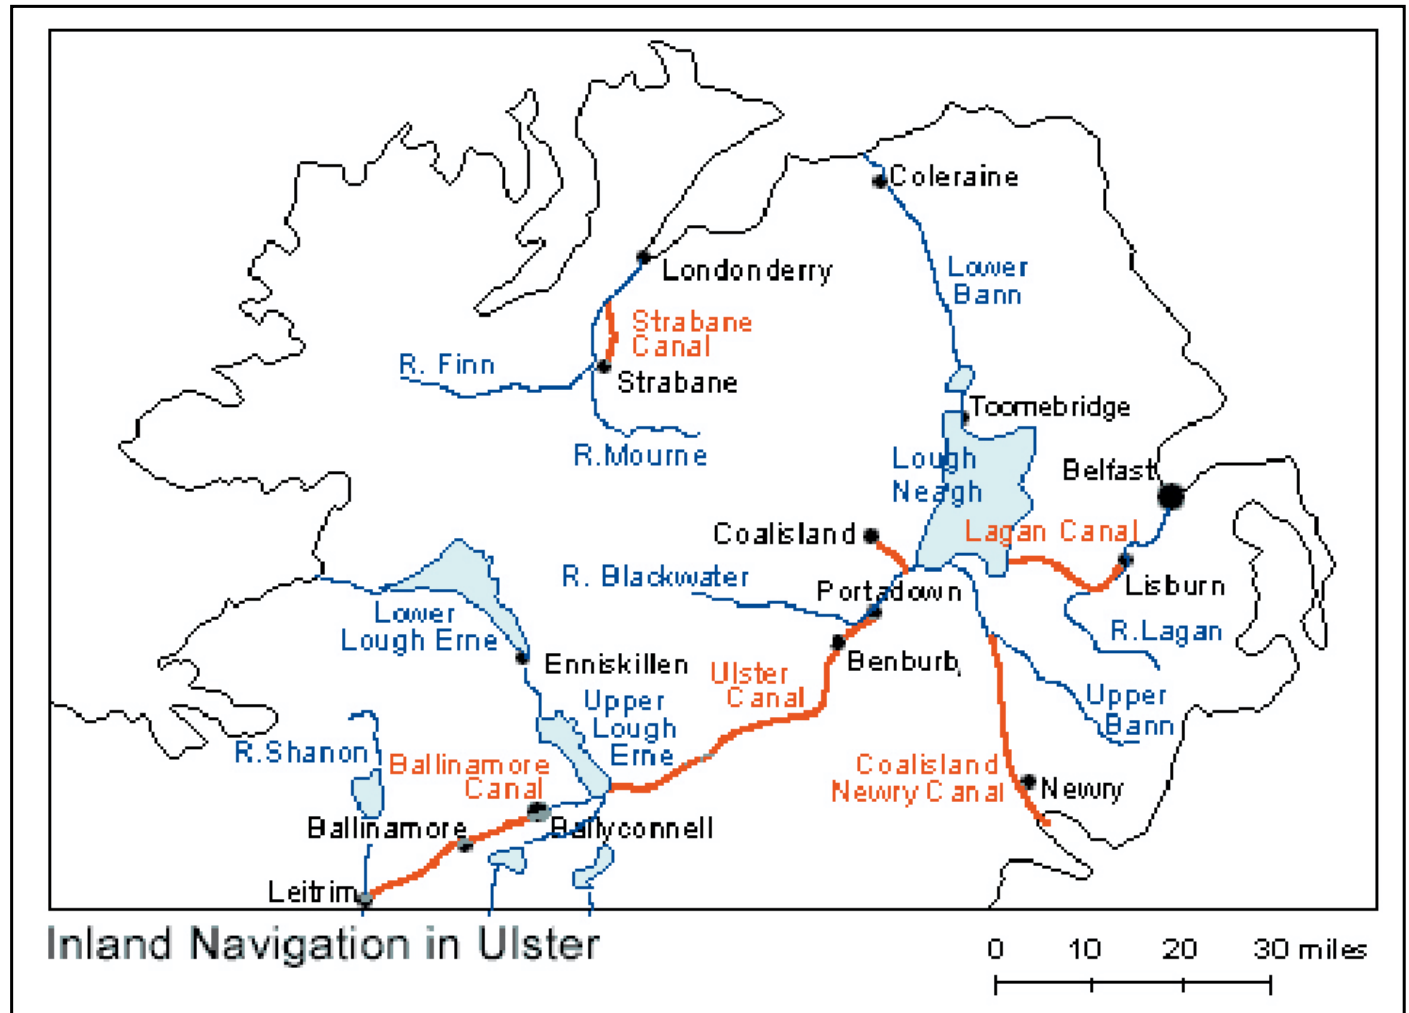 Coleraine
Lower
Bann
Londonderry
Strabane
Canal
R. Finn
Strabane
Toomebridge
R.Mourne
Lough
Neagh
Belfast
Coalisland
Lagan Canal
R. Blackwater
Portadown
Lisburn
Lower
Lough Erne
R.Lagan
Enniskillen
Benburb,
Ulster
Canal
Upper
Lough
Erne
Upper
Bann
R.Shanon
Ballinamore
Canal
Coalisland
Newry Canal
Newry
Ballinamore
Ballyconnell
Leitrim
Inland Navigation in Ulster
0 10 20 30 miles